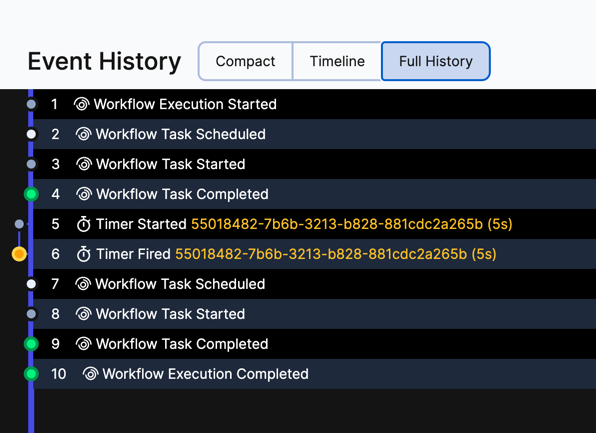 Event History Compact Timeline Full History
1 Workflow Execution Started
2 Workflow Task Scheduled
3 Workflow Task Started
4 Workflow Task Completed
5 Timer Started 55018482-7b6b-3213-b828-881cdc2a265b (5s)
6 Timer Fired 55018482-7b6b-3213-b828-881cdc2a265b (5s)
7 Workflow Task Scheduled
8 Workflow Task Started
9 Workflow Task Completed
10 Workflow Execution Completed